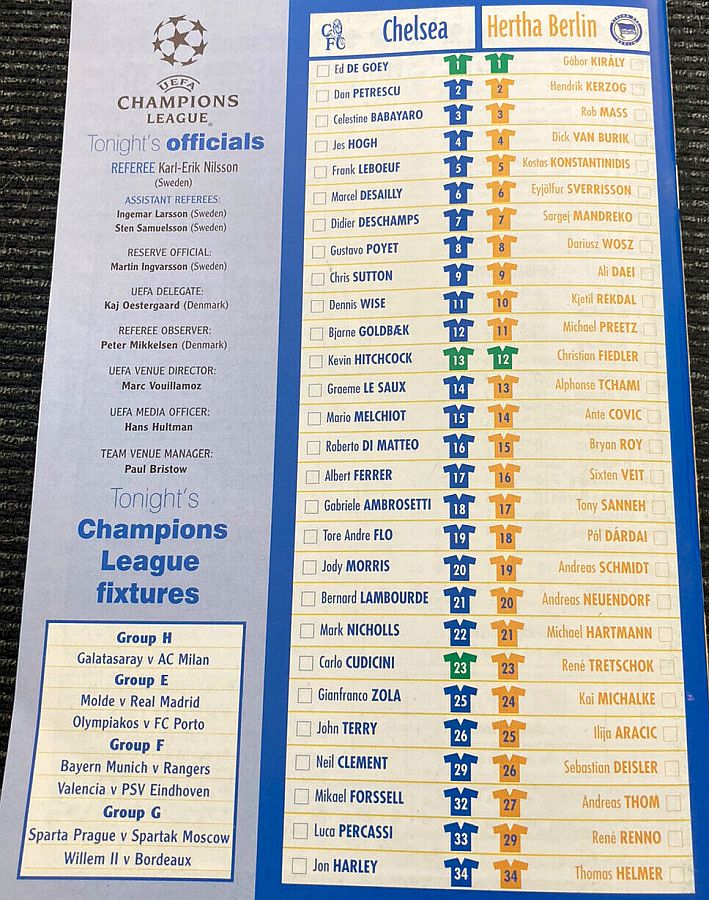 UEFA
CHAMPIONS
LEAGUE®
Tonight's officials
REFEREE Karl-Erik Nilsson
(Sweden)
ASSISTANT REFEREES:
Ingemar Larsson (Sweden)
Sten Samuelsson (Sweden)
RESERVE OFFICIAL:
Martin Ingvarsson (Sweden)
UEFA DELEGATE:
Kaj Oestergaard (Denmark)
REFEREE OBSERVER:
Peter Mikkelsen (Denmark)
UEFA VENUE DIRECTOR:
Marc Vouillamoz
UEFA MEDIA OFFICER:
Hans Hultman
TEAM VENUE MANAGER:
Paul Bristow
Tonight's
Champions
League
fixtures
Group H
Galatasaray v AC Milan
Group E
Molde v Real Madrid
Olympiakos v FC Porto
Group F
Bayern Munich v Rangers
Valencia v PSV Eindhoven
Group G
Sparta Prague v Spartak Moscow
Willem II v Bordeaux
CFC Chelsea Hertha Berlin
Ed DE GOEY 1 1 Gábor KIRÁLY
Dan PETRESCU 2 2 Hendrik KERZOG
Celestine BABAYARO 3 3 Rob MASS
Jes HOGH 4 4 Dick VAN BURIK
Frank LEBOEUF 5 5 Kostas KONSTANTINIDIS
Marcel DESAILLY 6 6 Eyjölfur SVERRISSON
Didier DESCHAMPS 7 7 Sargej MANDREKO
Gustavo POYET 8 8 Dariusz WOSZ
Chris SUTTON 9 9 Ali DAEI
Dennis WISE 11 10 Kjetil REKDAL
Bjarne GOLDBÆK 12 11 Michael PREETZ
Kevin HITCHCOCK 13 12 Christian FIEDLER
Graeme LE SAUX 14 13 Alphonse TCHAMI
Mario MELCHIOT 15 14 Ante COVIC
Roberto DI MATTEO 16 15 Bryan ROY
Albert FERRER 17 16 Sixten VEIT
Gabriele AMBROSETTI 18 17 Tony SANNEH
Tore Andre FLO 19 18 Pál DÁRDAI
Jody MORRIS 20 19 Andreas SCHMIDT
Bernard LAMBOURDE 21 20 Andreas NEUENDORF
Mark NICHOLLS 22 21 Michael HARTMANN
Carlo CUDICINI 23 23 René TRETSCHOK
Gianfranco ZOLA 25 24 Kai MICHALKE
John TERRY 26 25 Ilija ARACIC
Neil CLEMENT 29 26 Sebastian DEISLER
Mikael FORSSELL 32 27 Andreas THOM
Luca PERCASSI 33 29 René RENNO
Jon HARLEY 34 34 Thomas HELMER